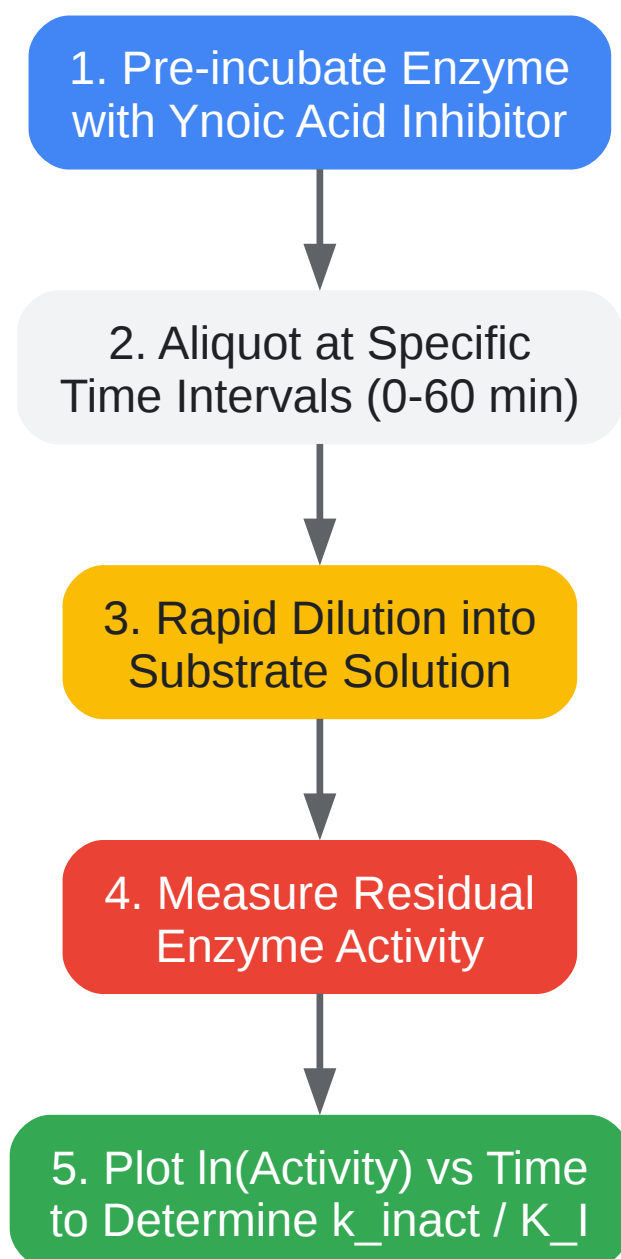 1. Pre-incubate Enzyme
with Ynoic Acid Inhibitor
2. Aliquot at Specific
Time Intervals (0-60 min)
3. Rapid Dilution into
Substrate Solution
4. Measure Residual
Enzyme Activity
5. Plot ln(Activity) vs Time
to Determine k_inact / K_I